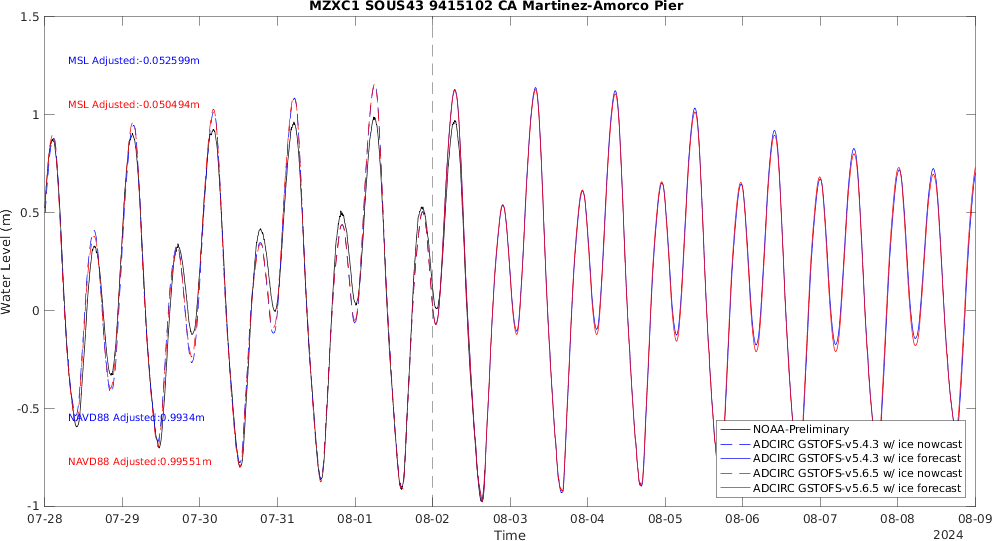 MZXC1 SOUS43 9415102 CA Martinez-Amorco Pier
1.5
1
0.5
0
-0.5
-1
Water Level (m)
MSL Adjusted:-0.052599m
MSL Adjusted:-0.050494m
NAVD88 Adjusted:0.9934m
NAVD88 Adjusted:0.99551m
NOAA-Preliminary
ADCIRC GSTOFS-v5.4.3 w/ ice nowcast
ADCIRC GSTOFS-v5.4.3 w/ ice forecast
ADCIRC GSTOFS-v5.6.5 w/ ice nowcast
ADCIRC GSTOFS-v5.6.5 w/ ice forecast
07-28 07-29 07-30 07-31 08-01 08-02 08-03 08-04 08-05 08-06 08-07 08-08 08-09
Time
2024